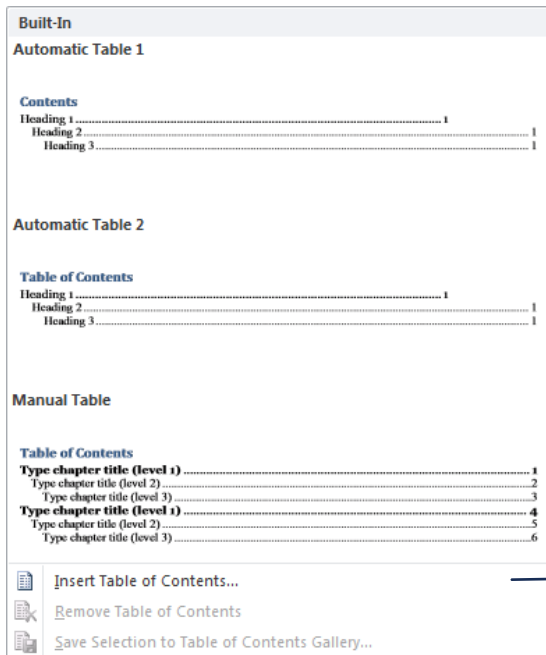 Built-In
Automatic Table 1
Contents
Heading 1........................................................................................................ 1
Heading 2........................................................................................................ 1
Heading 3........................................................................................................ 1
Automatic Table 2
Table of Contents
Heading 1........................................................................................................ 1
Heading 2........................................................................................................ 1
Heading 3........................................................................................................ 1
Manual Table
Table of Contents
Type chapter title (level 1) ........................................................................ 1
Type chapter title (level 2) ........................................................................ 2
Type chapter title (level 3) ........................................................................ 3
Type chapter title (level 1) ........................................................................ 4
Type chapter title (level 2) ........................................................................ 5
Type chapter title (level 3) ........................................................................ 6
Insert Table of Contents...
Remove Table of Contents
Save Selection to Table of Contents Gallery...